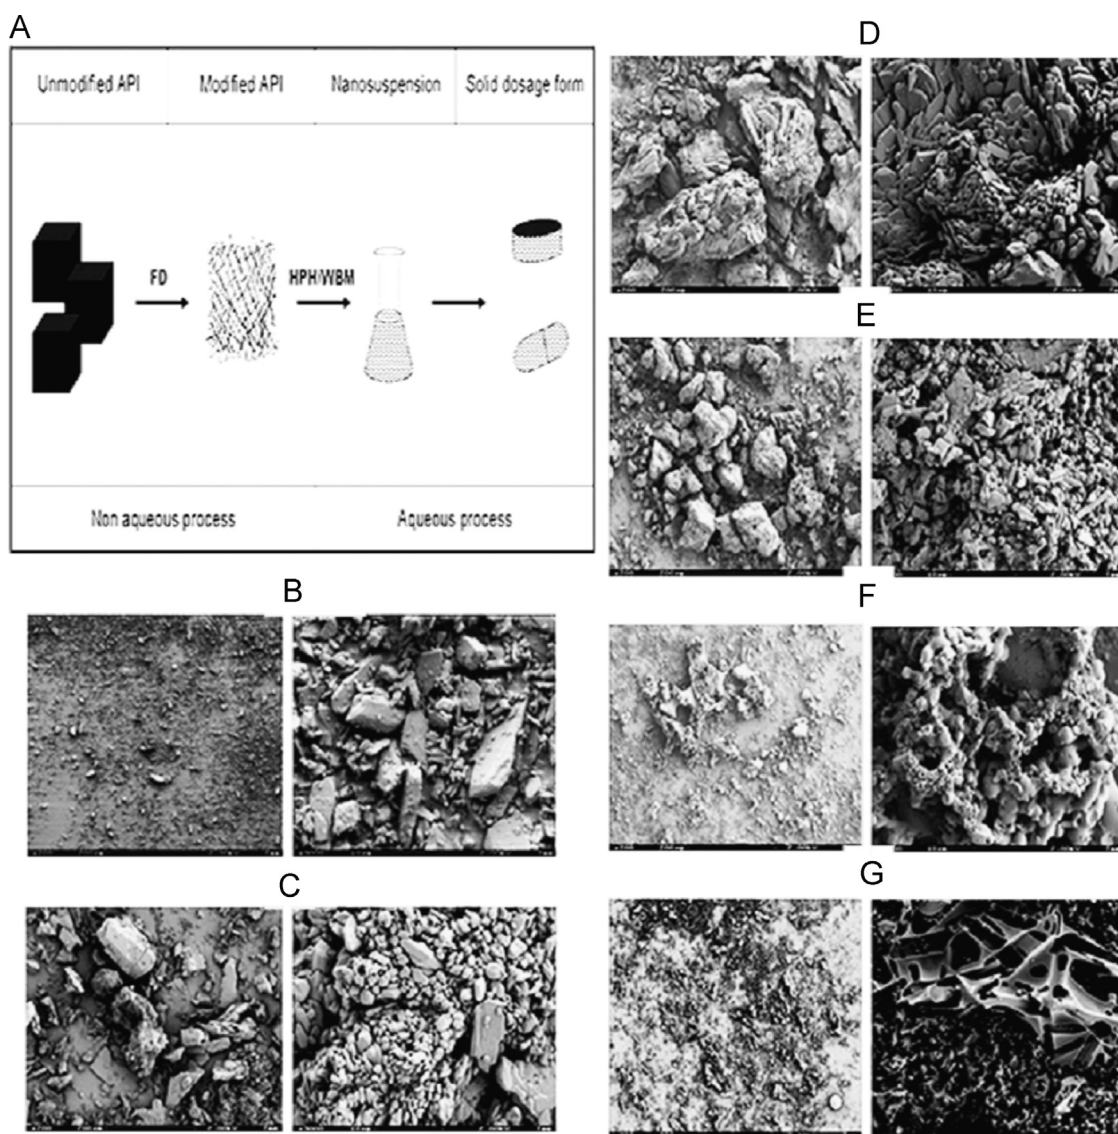 A
Unmodified API
Modified API
Nanosuspension
Solid dosage form
FD
HPH/WBM
Non aqueous process
Aqueous process
B
C
D
E
F
G